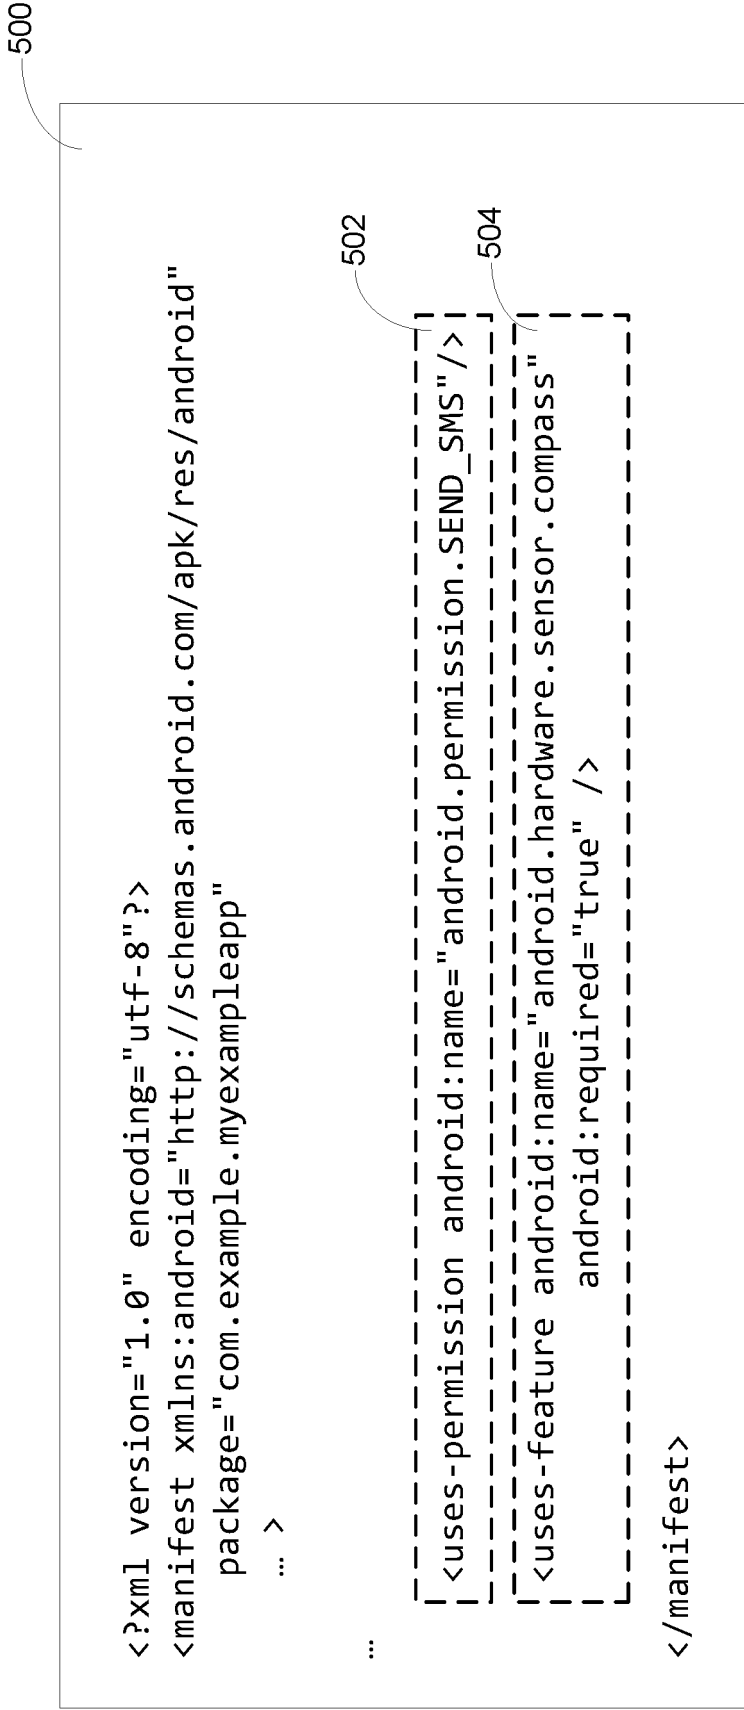 500
<?xml version="1.0" encoding="utf-8"?>
<manifest xmlns:android="http://schemas.android.com/apk/res/android"
package="com.example.myexampleapp"
... >
...
502
<uses-permission android:name="android.permission.SEND_SMS"/>
504
<uses-feature android:name="android.hardware.sensor.compass"
android:required="true" />
</manifest>